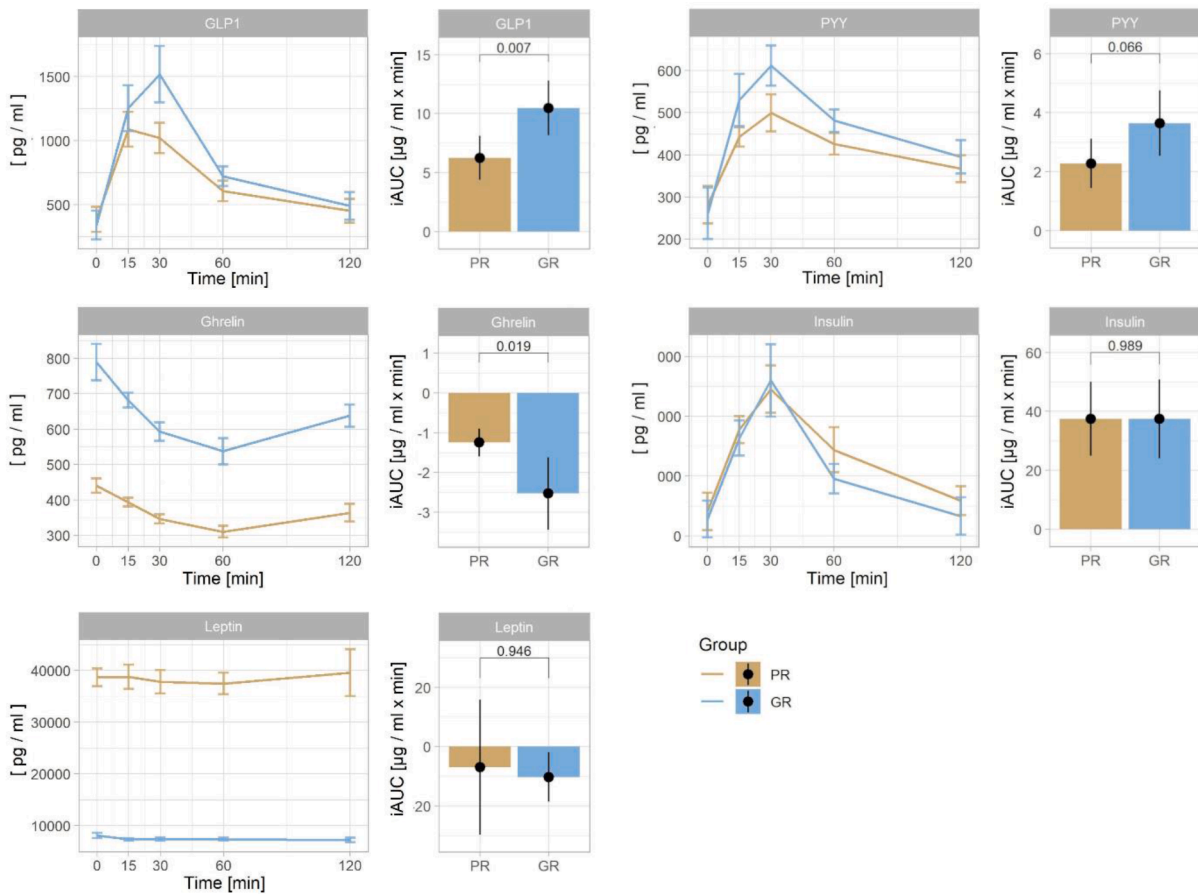 GLP1
[ pg / ml ]
1500
1000
500
0 15 30 60 120
Time [min]
GLP1
iAUC [µg / ml x min]
15
10
5
0
0.007
PR GR
PYY
[ pg / ml ]
600
500
400
300
200
0 15 30 60 120
Time [min]
PYY
iAUC [µg / ml x min]
6
4
2
0
0.066
PR GR
Ghrelin
[ pg / ml ]
800
700
600
500
400
300
0 15 30 60 120
Time [min]
Ghrelin
iAUC [µg / ml x min]
1
0
-1
-2
-3
0.019
PR GR
Insulin
[ pg / ml ]
000
000
000
0
0 15 30 60 120
Time [min]
Insulin
iAUC [µg / ml x min]
60
40
20
0
0.989
PR GR
Leptin
[ pg / ml ]
40000
30000
20000
10000
0 15 30 60 120
Time [min]
Leptin
iAUC [µg / ml x min]
20
0
20
0.946
PR GR
Group
PR
GR